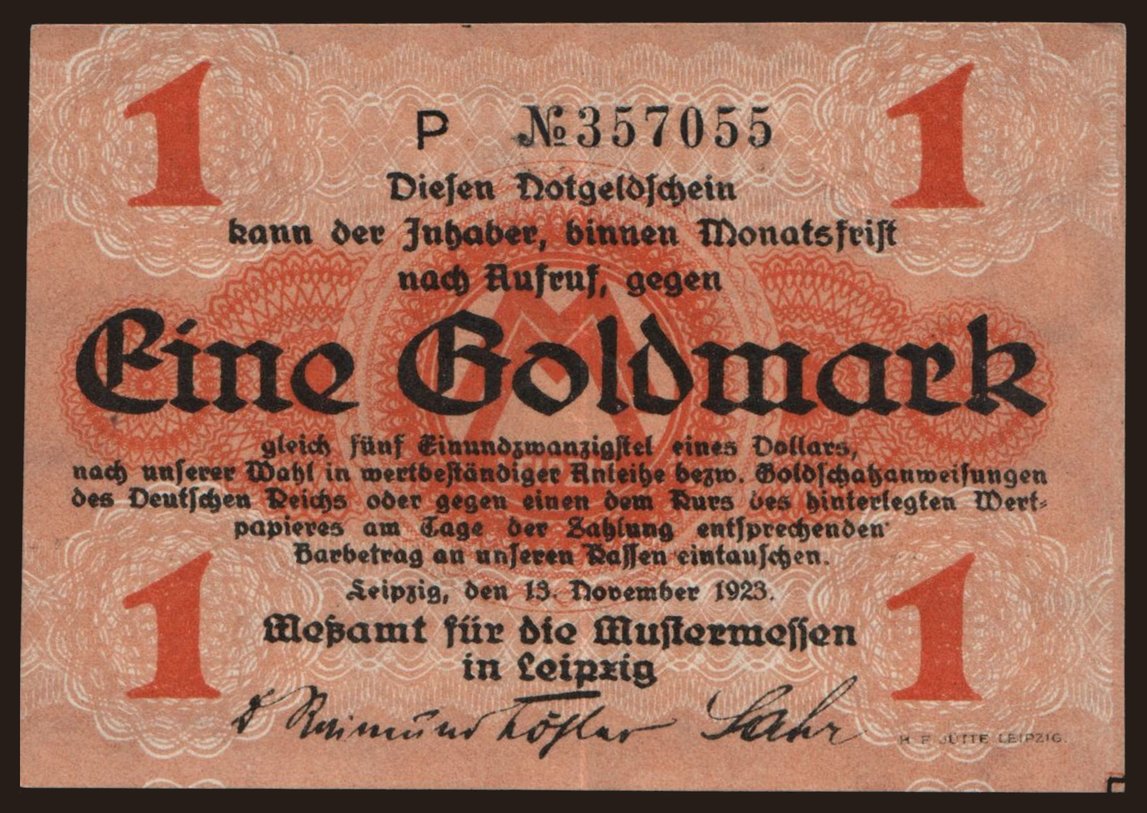 1 1
P №357055
Diesen Notgeldschein
kann der Inhaber, binnen Monatsfrist
nach Aufruf, gegen
Eine Goldmark
gleich fünf Einundzwanzigstel eines Dollars,
nach unserer Wahl in wertbeständiger Anleihe bezw. Goldschatzanweisungen
des Deutschen Reichs oder gegen einen dem Kurs des hinterlegten Wert-
papieres am Tage der Zahlung entsprechenden
Barbetrag an unseren Kassen eintauschen.
Leipzig, den 13. November 1923.
Meßamt für die Mustermessen
in Leipzig
1 1
Dr Raimund Köhler
H. F. JÜTTE LEIPZIG.